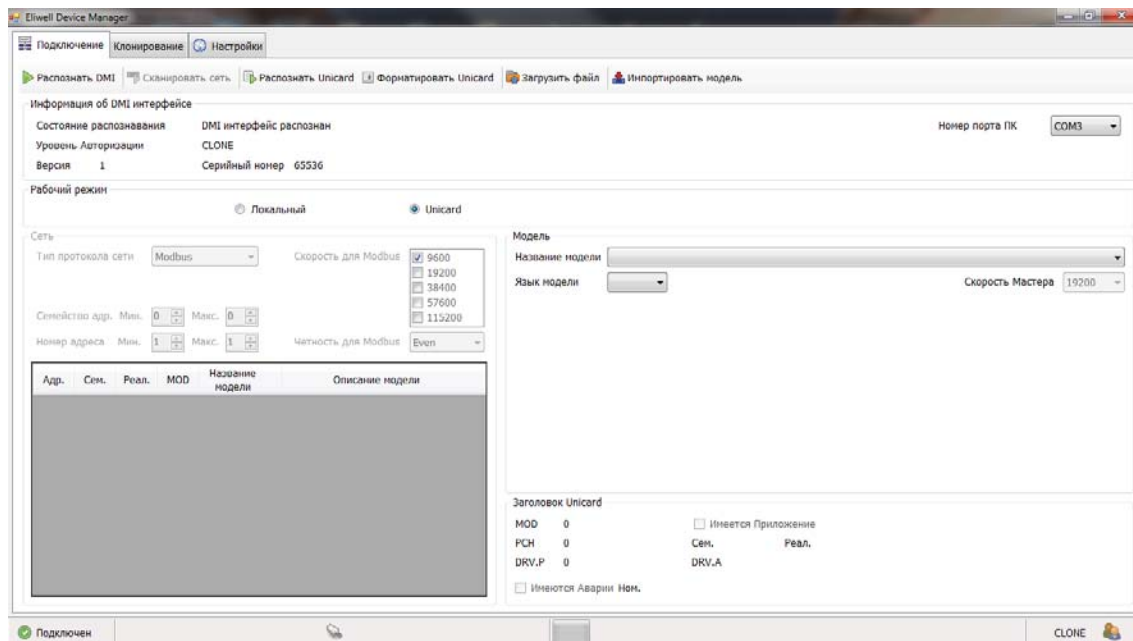 Eliwell Device Manager
Подключение Клонирование Настройки
Распознать DMI Сканировать сеть Распознать Unicard Форматировать Unicard Загрузить файл Импортировать модель
Информация об DMI интерфейсе
Состояние распознавания DMI интерфейс распознан Номер порта ПК COM3
Уровень Авторизации CLONE
Версия 1 Серийный номер 65536
Рабочий режим
Локальный Unicard
Сеть
Тип протокола сети Modbus Скорость для Modbus 9600
19200
38400
57600
115200
Семейство адр. Мин. 0 Макс. 0
Номер адреса Мин. 1 Макс. 1 Четность для Modbus Even
Адр. Сем. Реал. MOD Название модели Описание модели
Модель
Название модели
Язык модели Скорость Мастера 19200
Заголовок Unicard
MOD 0 Имеется Приложение
PCH 0 Сем. Реал.
DRV.P 0 DRV.A
Имеются Аварии Ном.
Подключен CLONE